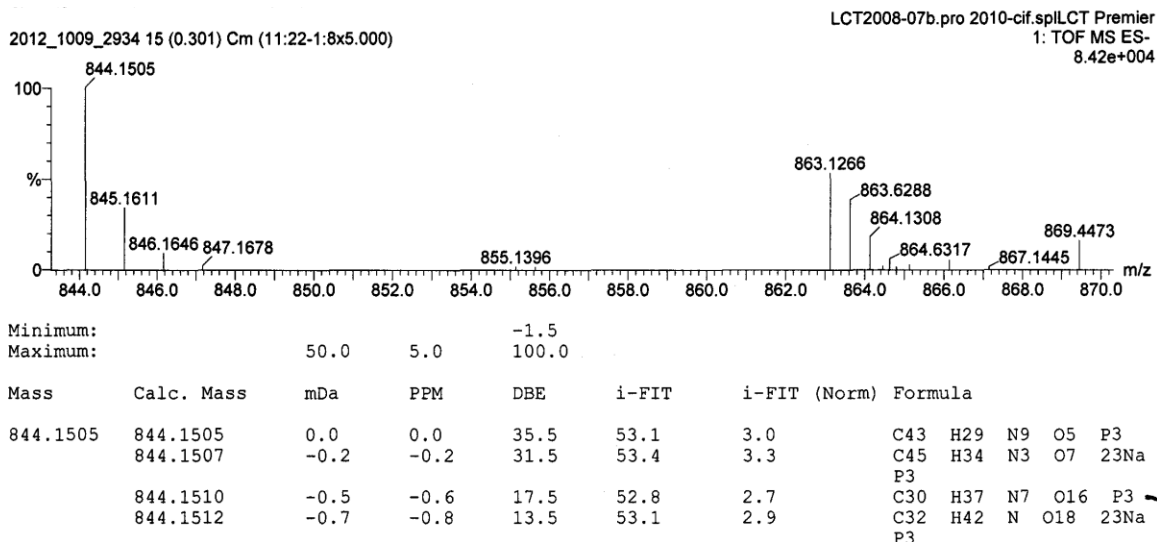 LCT2008-07b.pro 2010-cif.splLCT Premier
2012_1009_2934 15 (0.301) Cm (11:22-1:8x5.000)
1: TOF MS ES-
8.42e+004
844.1505
100
863.1266
%
845.1611
863.6288
864.1308
869.4473
846.1646 847.1678
855.1396
864.6317
867.1445
0
m/z
844.0 846.0 848.0 850.0 852.0 854.0 856.0 858.0 860.0 862.0 864.0 866.0 868.0 870.0
Minimum: -1.5
Maximum: 50.0 5.0 100.0
Mass Calc. Mass mDa PPM DBE i-FIT i-FIT (Norm) Formula
844.1505 844.1505 0.0 0.0 35.5 53.1 3.0 C43 H29 N9 O5 P3
844.1507 -0.2 -0.2 31.5 53.4 3.3 C45 H34 N3 O7 23Na
P3
844.1510 -0.5 -0.6 17.5 52.8 2.7 C30 H37 N7 O16 P3
844.1512 -0.7 -0.8 13.5 53.1 2.9 C32 H42 N O18 23Na
P3